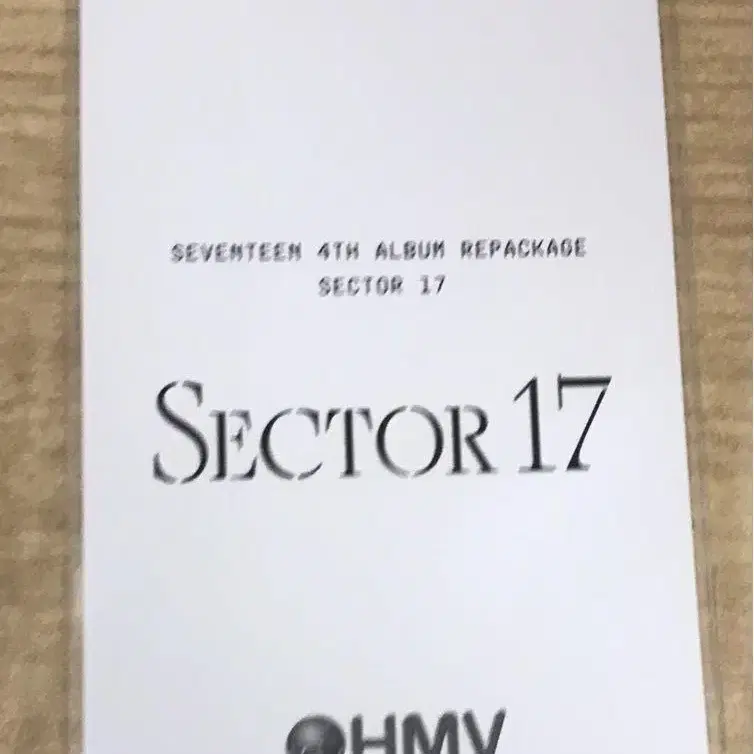 SEVENTEEN 4TH ALBUM REPACKAGE
SECTOR 17
SECTOR 17
HMV